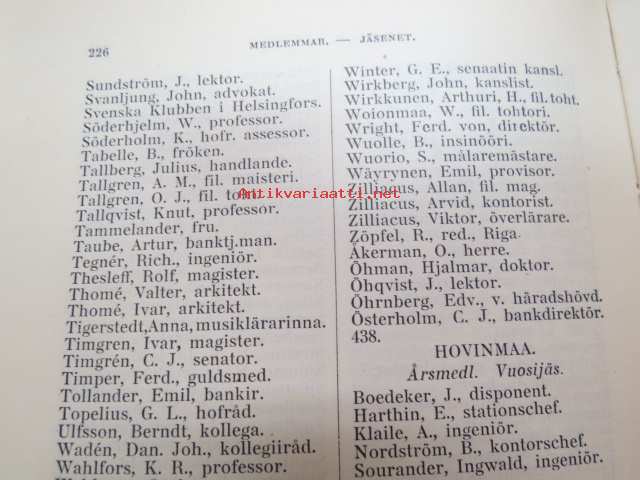 226
MEDLEMMAR. — JÄSENET.
Sundström, J., lektor.
Svanljung, John, advokat.
Svenska Klubben i Helsingfors.
Söderhjelm, W., professor.
Söderholm, K., hofr. assessor.
Tabelle, B., fröken.
Tallberg, Julius, handlande.
Tallgren, A. M., fil. maisteri.
Tallgren, O. J., fil. toht.
Tallqvist, Knut, professor.
Tammelander, fru.
Taube, Artur, banktj.man.
Tegnér, Rich., ingeniör.
Thesleff, Rolf, magister.
Thomé, Valter, arkitekt.
Thomé, Ivar, arkitekt.
Tigerstedt, Anna, musiklärarinna.
Timgren, Ivar, magister.
Timgrén, C. J., senator.
Timper, Ferd., guldsmed.
Tollander, Emil, bankir.
Topelius, G. L., hofråd.
Ulfsson, Berndt, kollega.
Wadén, Dan. Joh., kollegiiråd.
Wahlfors, K. R., professor.
Winter, G. E., senaatin kansl.
Wirkberg, John, kanslist.
Wirkkunen, Arthuri, H., fil. toht.
Woionmaa, W., fil. tohtori.
Wright, Ferd. von, direktör.
Wuolle, B., insinööri.
Wuorio, S., målaremästare.
Wäyrynen, Emil, provisor.
Zilliacus, Allan, fil. mag.
Zilliacus, Arvid, kontorist.
Zilliacus, Viktor, överlärare.
Zöpfel, R., red., Riga.
Åkerman, O., herre.
Öhman, Hjalmar, doktor.
Öhqvist, J., lektor.
Öhrnberg, Edv., v. häradshövd.
Österholm, C. J., bankdirektör.
438.
HOVINMAA.
Årsmedl. Vuosijäs.
Boedeker, J., disponent.
Harthin, E., stationschef.
Klaile, A., ingeniör.
Nordström, B., kontorschef.
Sourander, Ingwald, ingeniör.
Antikvariaatti.net